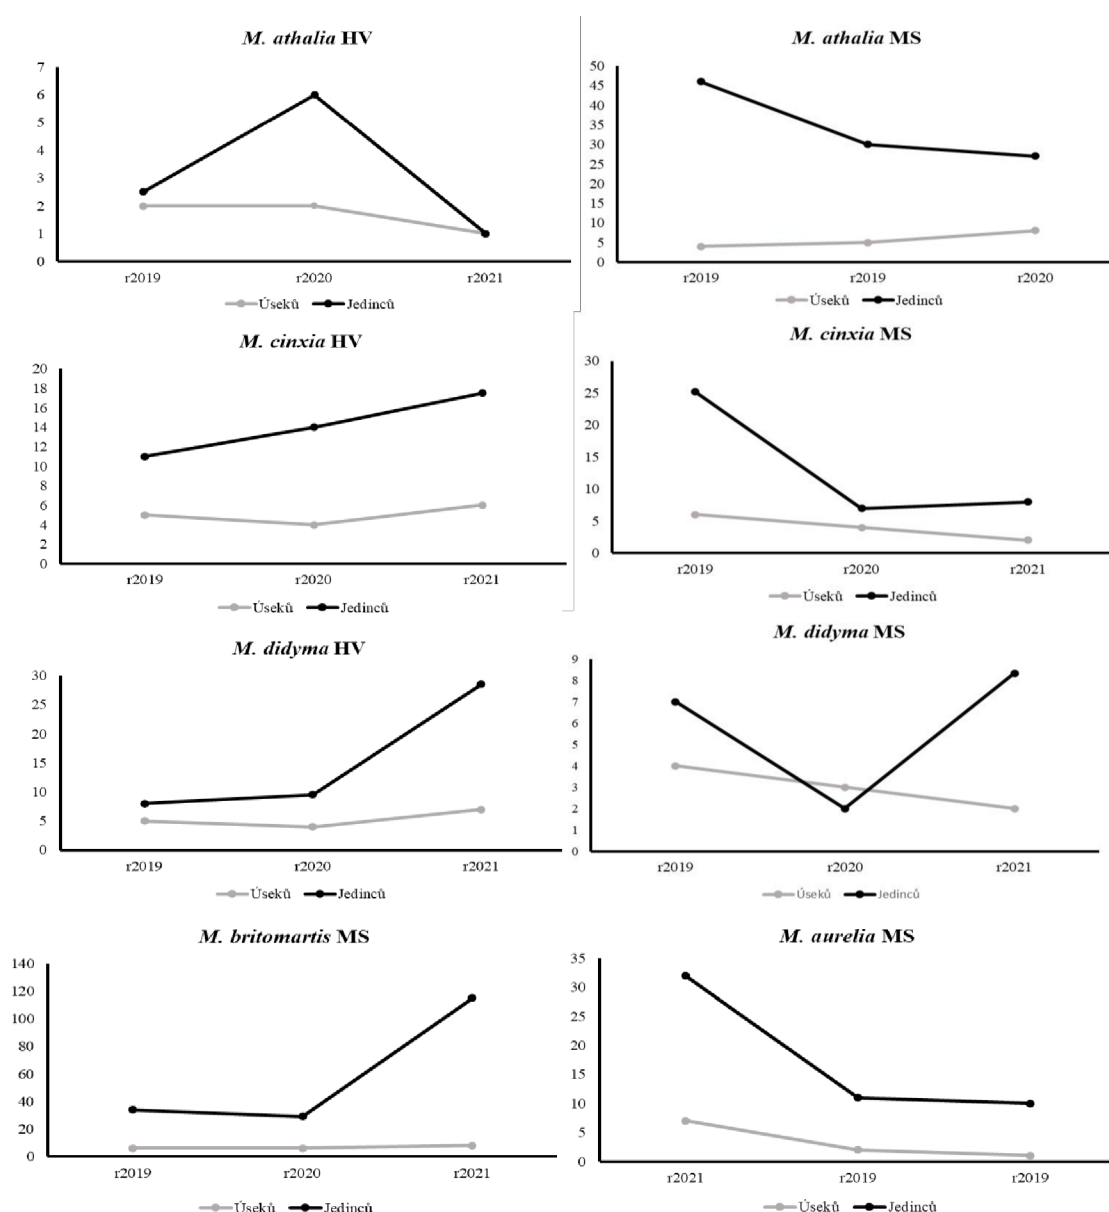 M. athalia HV
7
6
5
4
3
2
1
0
r2019 r2020 r2021
Úseků Jedinců
M. athalia MS
50
45
40
35
30
25
20
15
10
5
0
r2019 r2019 r2020
Úseků Jedinců
M. cinxia HV
20
18
16
14
12
10
8
6
4
2
0
r2019 r2020 r2021
Úseků Jedinců
M. cinxia MS
30
25
20
15
10
5
0
r2019 r2020 r2021
Úseků Jedinců
M. didyma HV
30
25
20
15
10
5
0
r2019 r2020 r2021
Úseků Jedinců
M. didyma MS
9
8
7
6
5
4
3
2
1
0
r2019 r2020 r2021
Úseků Jedinců
M. britomartis MS
140
120
100
80
60
40
20
0
r2019 r2020 r2021
Úseků Jedinců
M. aurelia MS
35
30
25
20
15
10
5
0
r2021 r2019 r2019
Úseků Jedinců